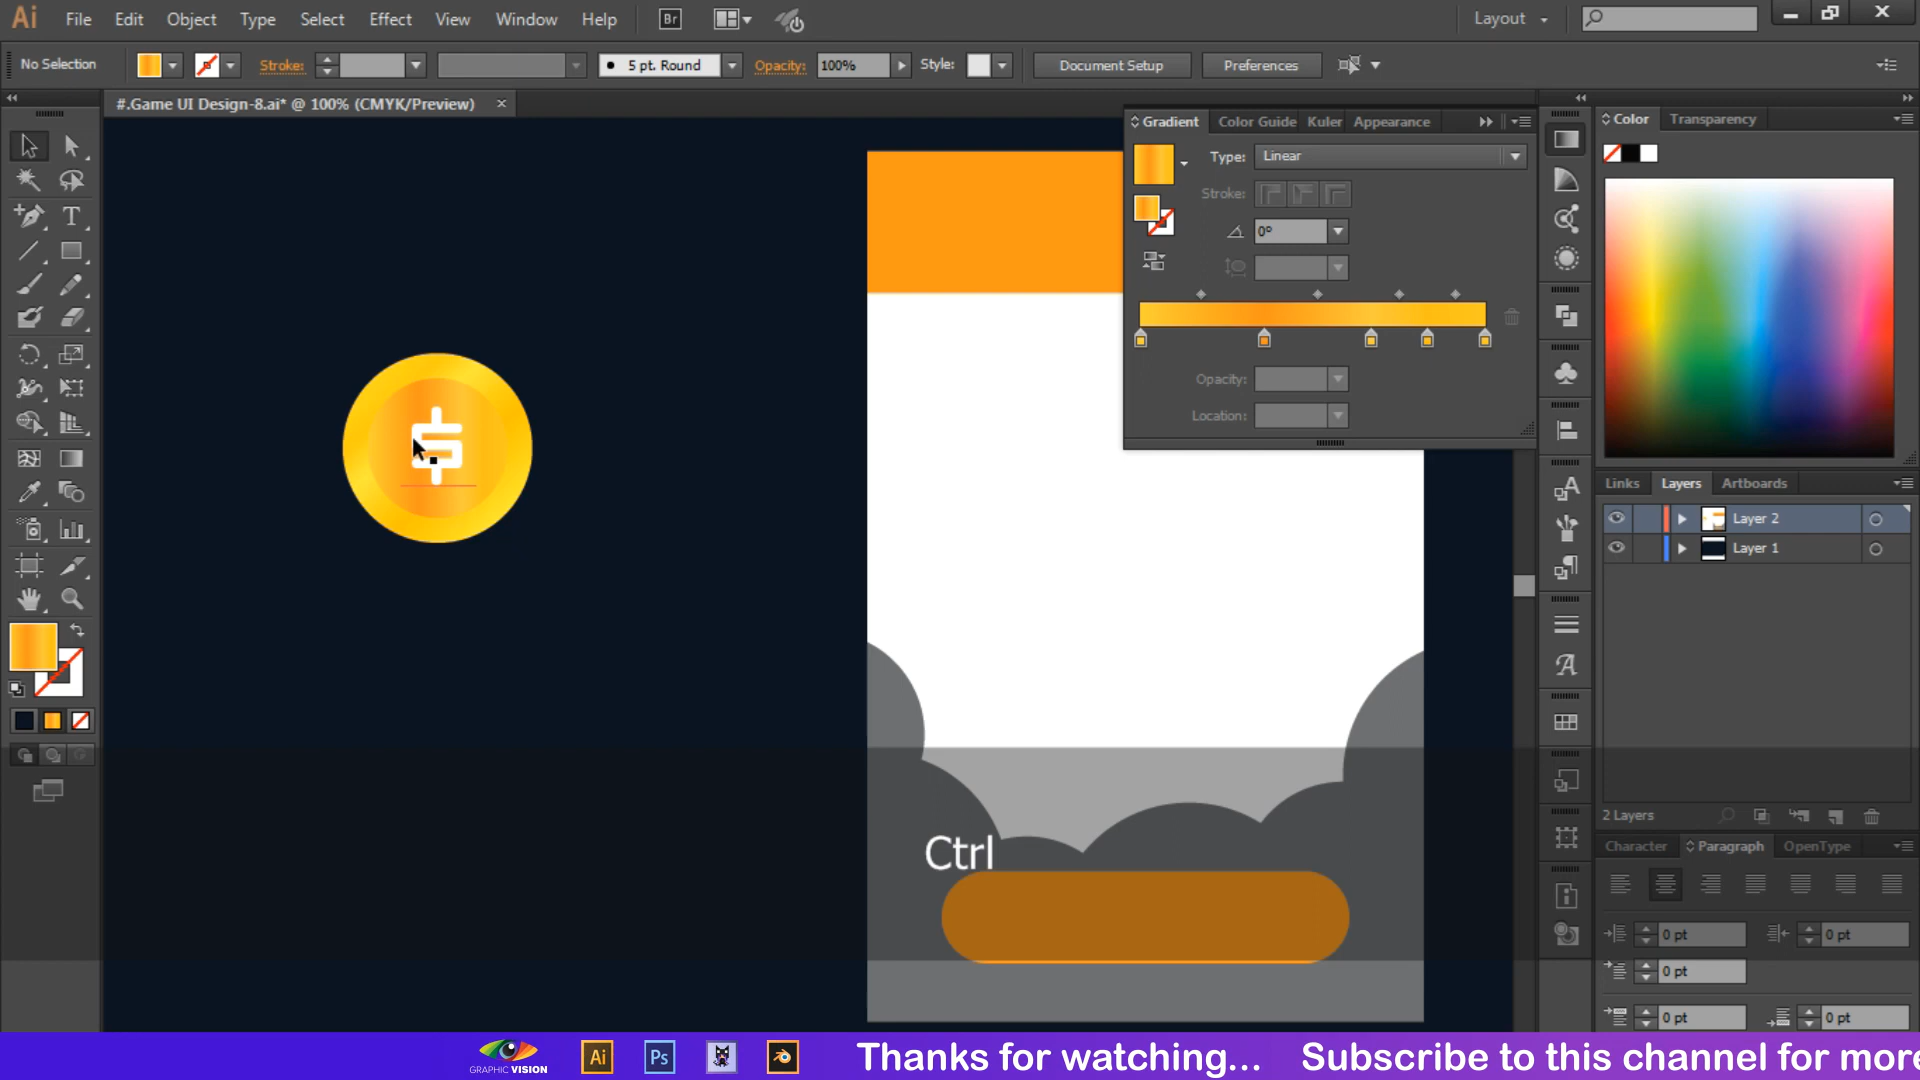 Ai File Edit Object Type Select Effect View Window Help Br Layout
No Selection Stroke: 5 pt. Round Opacity: 100% Style: Document Setup Preferences
#.Game UI Design-8.ai* @ 100% (CMYK/Preview)
Gradient Color Guide Kuler Appearance
Type: Linear
Stroke:
0°
Opacity:
Location:
Color Transparency
Links Layers Artboards
Layer 2
Layer 1
2 Layers
Character Paragraph OpenType
0 pt 0 pt
0 pt
0 pt 0 pt
$
Ctrl
GRAPHIC VISION Ai Ps Thanks for watching... Subscribe to this channel for more